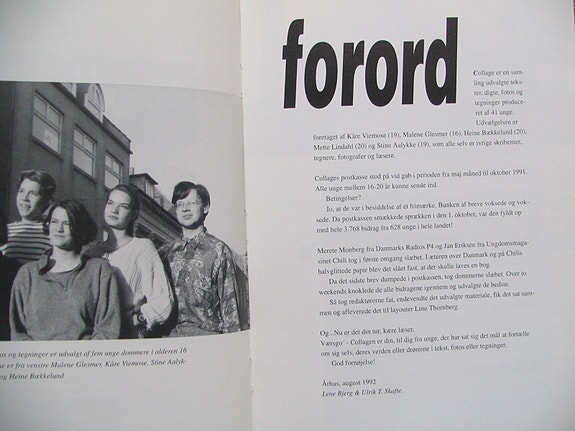 os og tegninger er udvalgt af fem unge dommere i alderen 16
ne er fra venstre Malene Glesmer, Kåre Viemose, Stine Aalyk-
og Heine Bækkelund
forord
Collage er en sam-
ling udvalgte teks-
ter, digte, fotos og
tegninger produce-
ret af 41 unge.
Udvælgelsen er
foretaget af Kåre Viemose (19), Malene Glesmer (16), Heine Bækkelund (20),
Mette Lindahl (20) og Stine Aalykke (19), som alle selv er ivrige skribenter,
tegnere, fotografer og læsere.
Collages postkasse stod på vid gab i perioden fra maj måned til oktober 1991.
Alle unge mellem 16-20 år kunne sende ind.
Betingelser?
Jo, at de var i besiddelse af et frimærke. Bunken af breve voksede og vok-
sede. Da postkassen smækkede sprækken i den 1. oktober, var den fyldt op
med hele 3.768 bidrag fra 628 unge i hele landet!
Merete Monberg fra Danmarks Radios P4 og Jan Eriksen fra Ungdomsmaga-
sinet Chili tog i første omgang slæbet. I æteren over Danmark og på Chilis
halvglittede papir blev det slået fast, at der skulle laves en bog.
Da det sidste brev dumpede i postkassen, tog dommerne slæbet. Over to
weekends knoklede de alle bidragene igennem og udvalgte de bedste.
Så tog redaktørerne fat, endevendte det udvalgte materiale, fik det sat sam-
men og afleverede det til layouter Line Thornberg.
Og...Nu er det din tur, kære læser.
Værsgo' - Collagen er din, til dig fra unge, der har sat sig det mål at fortælle
om sig selv, deres verden eller drømme i tekst, fotos eller tegninger.
God fornøjelse!
Århus, august 1992
Lene Bjerg & Ulrik T. Skafte.